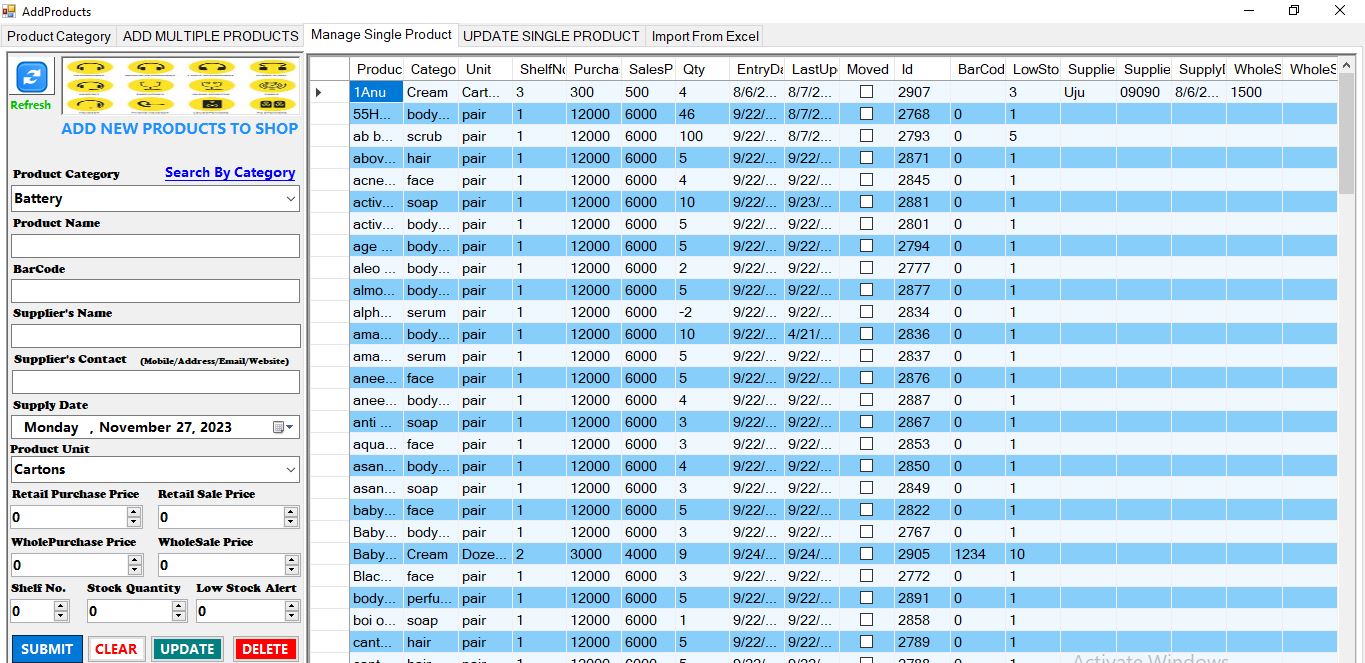 AddProducts
Product Category ADD MULTIPLE PRODUCTS Manage Single Product UPDATE SINGLE PRODUCT Import From Excel
Refresh
ADD NEW PRODUCTS TO SHOP
Product Category Search By Category
Battery
Product Name
BarCode
Supplier's Name
Supplier's Contact (Mobile/Address/Email/Website)
Supply Date
Monday , November 27, 2023
Product Unit
Cartons
Retail Purchase Price Retail Sale Price
0 0
WholePurchase Price WholeSale Price
0 0
Shelf No. Stock Quantity Low Stock Alert
0 0 0
SUBMIT CLEAR UPDATE DELETE
Produc Catego Unit ShelfNo Purcha SalesP Qty EntryDa LastUp Moved Id BarCod LowSto Supplie Supplie SupplyD WholeS WholeS
1Anu Cream Cart... 3 300 500 4 8/6/2... 8/7/2... 2907 3 Uju 09090 8/6/2... 1500
55H... body... pair 1 12000 6000 46 9/22/... 8/7/2... 2768 0 1
ab b... scrub pair 1 12000 6000 100 9/22/... 8/7/2... 2793 0 5
abov... hair pair 1 12000 6000 5 9/22/... 9/22/... 2871 0 1
acne... face pair 1 12000 6000 4 9/22/... 9/22/... 2845 0 1
activ... soap pair 1 12000 6000 10 9/22/... 9/23/... 2881 0 1
activ... body... pair 1 12000 6000 5 9/22/... 9/22/... 2801 0 1
age ... body... pair 1 12000 6000 5 9/22/... 9/22/... 2794 0 1
aleo ... body... pair 1 12000 6000 2 9/22/... 9/22/... 2777 0 1
almo... body... pair 1 12000 6000 5 9/22/... 9/22/... 2877 0 1
alph... serum pair 1 12000 6000 -2 9/22/... 9/22/... 2834 0 1
ama... body... pair 1 12000 6000 10 9/22/... 4/21/... 2836 0 1
ama... serum pair 1 12000 6000 5 9/22/... 9/22/... 2837 0 1
anee... face pair 1 12000 6000 5 9/22/... 9/22/... 2876 0 1
anee... body... pair 1 12000 6000 4 9/22/... 9/22/... 2887 0 1
anti ... soap pair 1 12000 6000 3 9/22/... 9/22/... 2867 0 1
aqua... face pair 1 12000 6000 3 9/22/... 9/22/... 2853 0 1
asan... body... pair 1 12000 6000 4 9/22/... 9/22/... 2850 0 1
asan... soap pair 1 12000 6000 3 9/22/... 9/22/... 2849 0 1
baby... face pair 1 12000 6000 5 9/22/... 9/22/... 2822 0 1
Baby... body... pair 1 12000 6000 3 9/22/... 9/22/... 2767 0 1
Baby... Cream Doze... 2 3000 4000 9 9/24/... 9/24/... 2905 1234 10
Blac... face pair 1 12000 6000 3 9/22/... 9/22/... 2772 0 1
body... perfu... pair 1 12000 6000 5 9/22/... 9/22/... 2891 0 1
boi o... soap pair 1 12000 6000 1 9/22/... 9/22/... 2858 0 1
cant... hair pair 1 12000 6000 5 9/22/... 9/22/... 2789 0 1
cant... hair pair 1 12000 6000 5 9/22/... 9/22/... 2788 0 1
Activate Windows